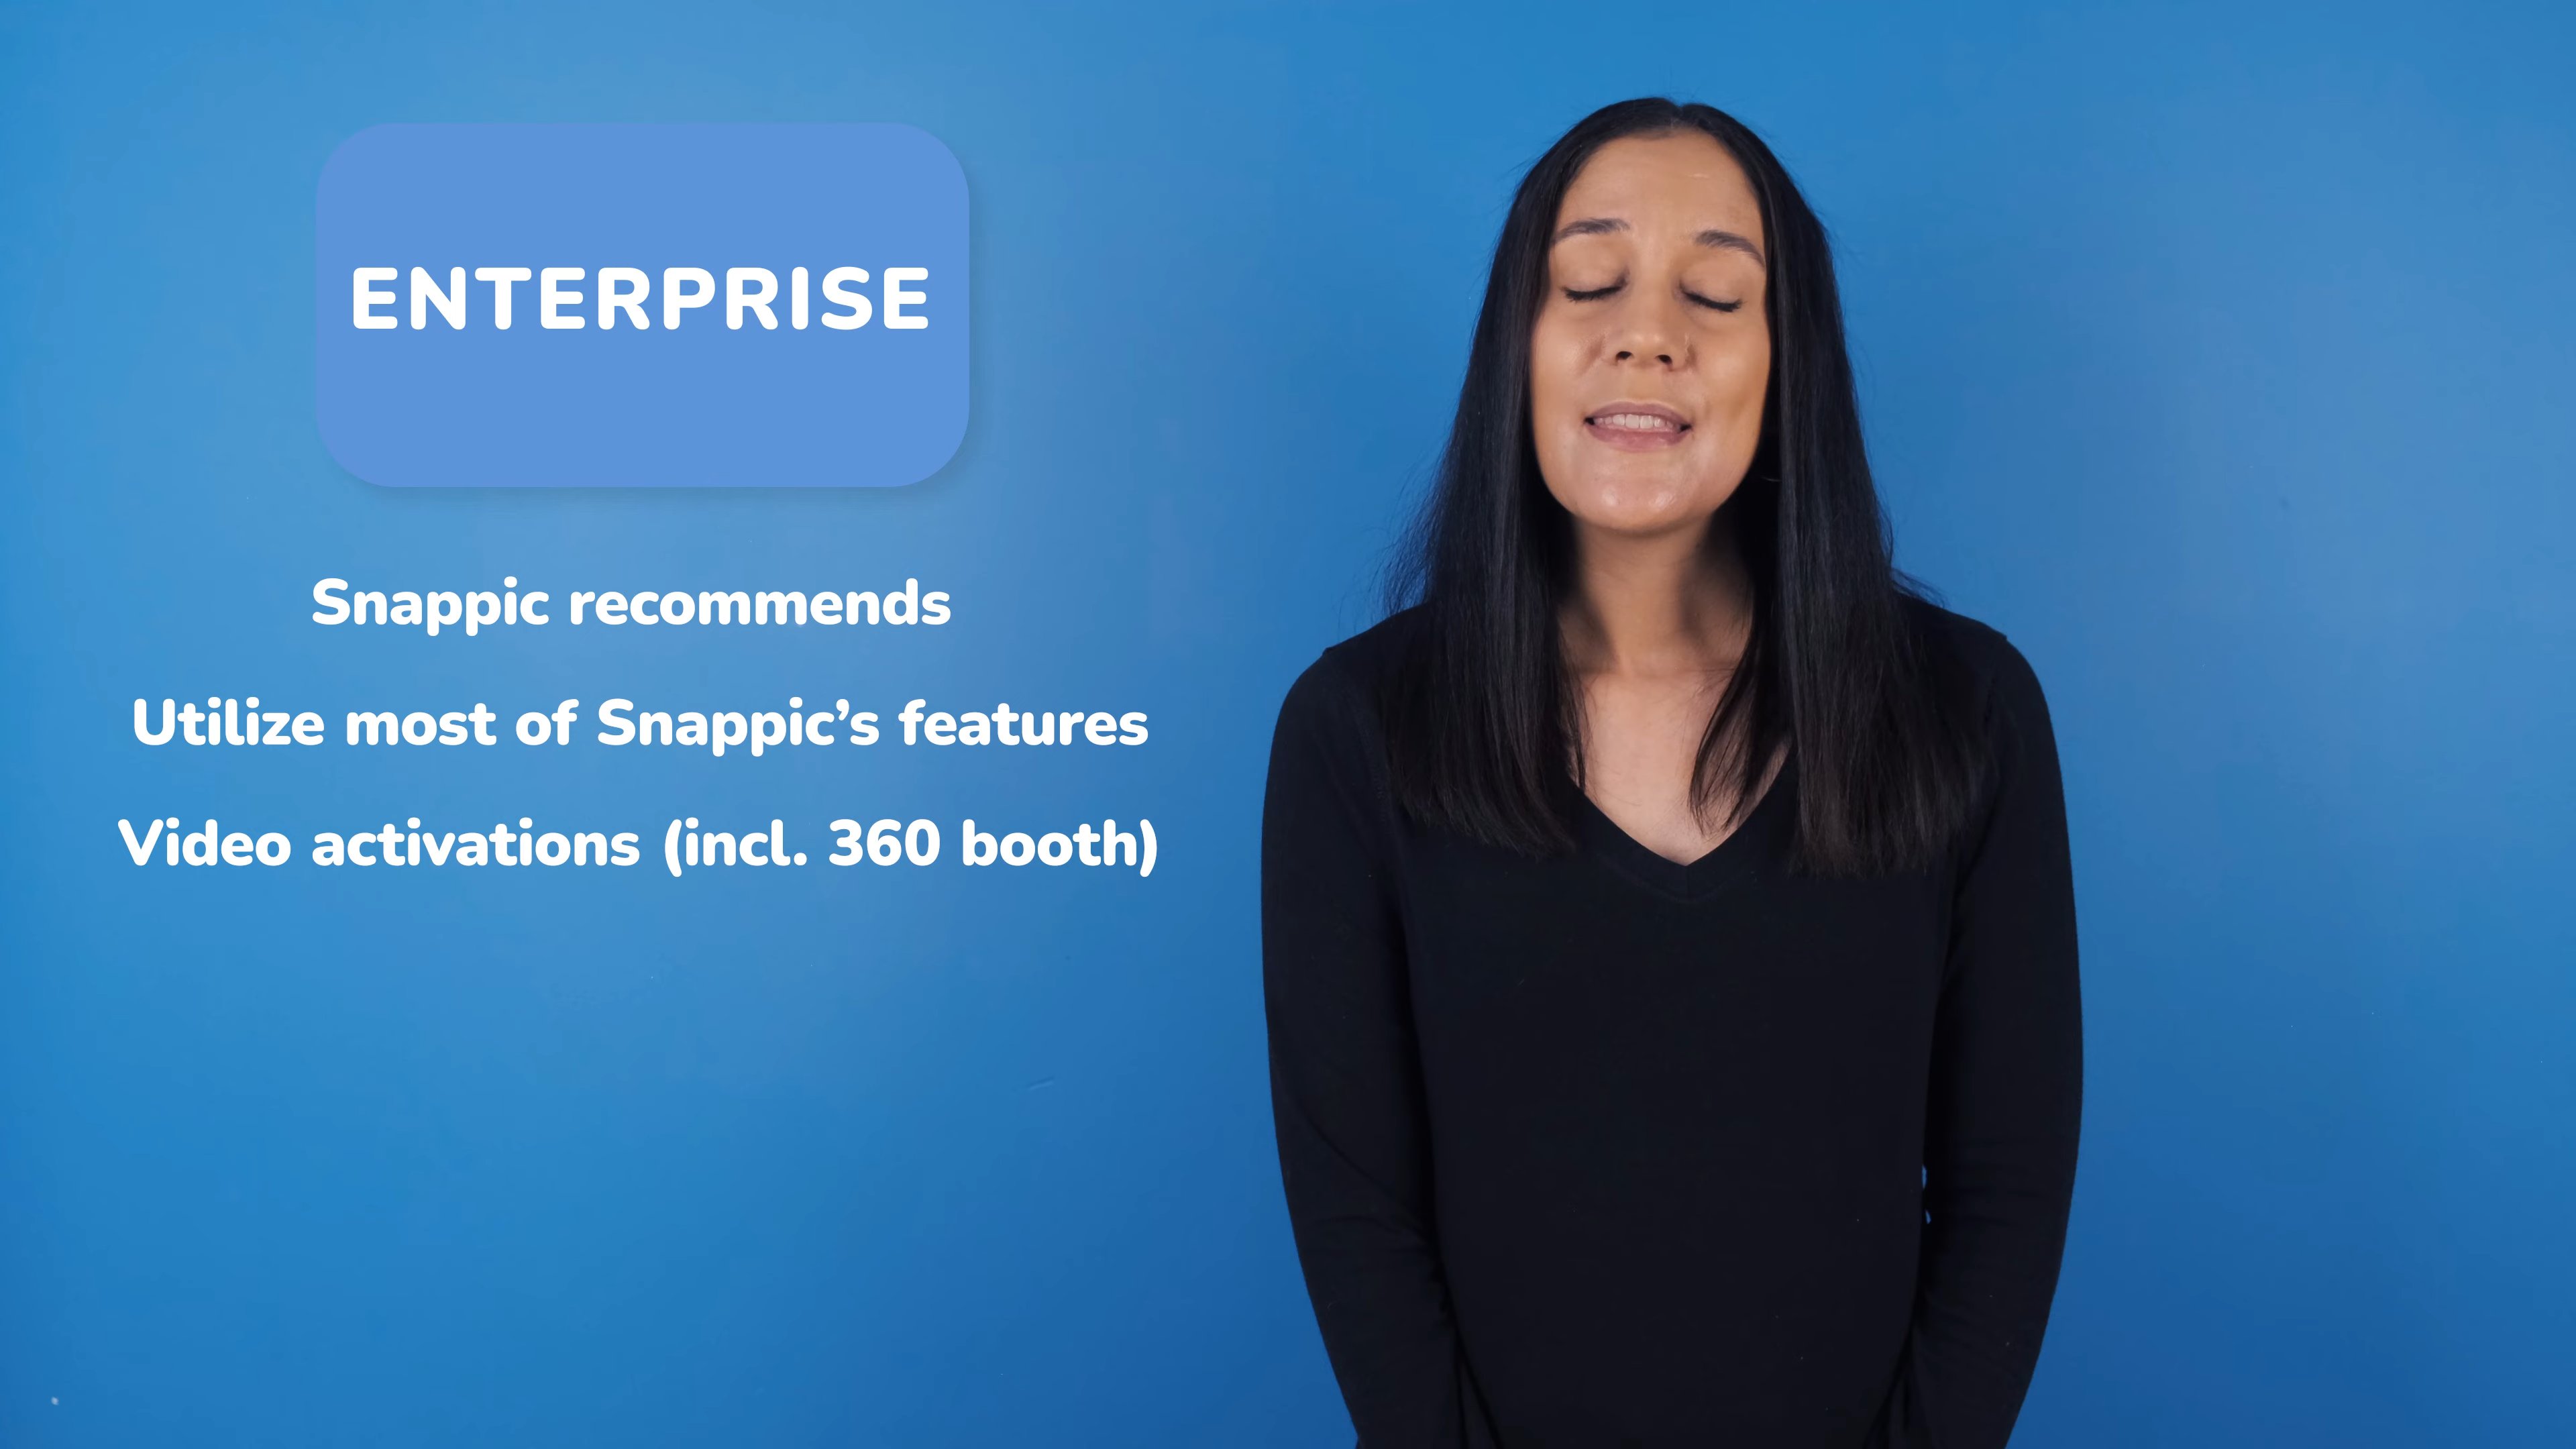 ENTERPRISE
Snappic recommends
Utilize most of Snappic’s features
Video activations (incl. 360 booth)